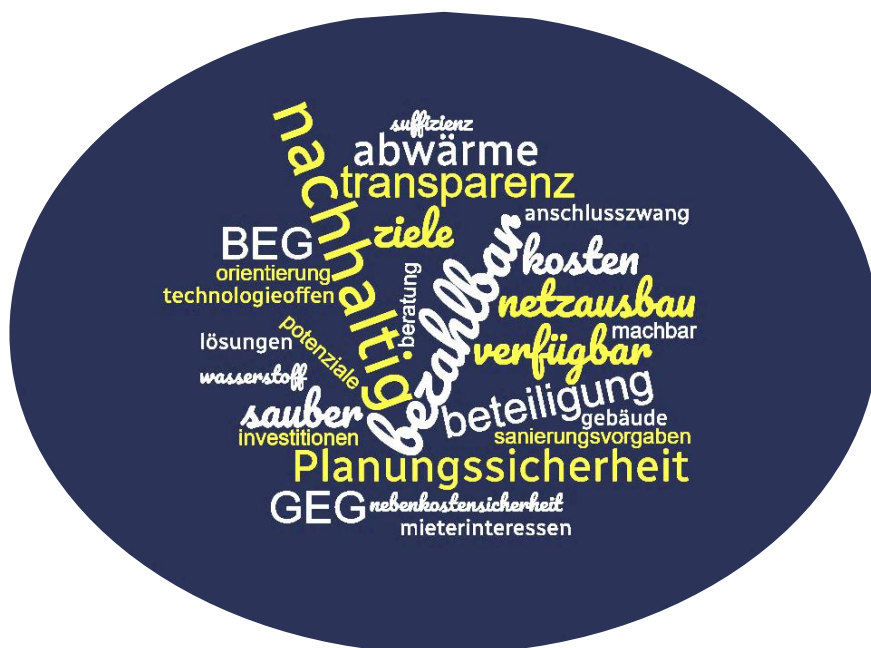 suffizienz
abwärme
transparenz
nachhaltig
ziele
anschlusszwang
BEG
kosten
orientierung
technologieoffen
beratung
bezahlbar
netzausbau
machbar
lösungen
potenziale
verfügbar
wasserstoff
sauber
beteiligung
gebäude
investitionen
sanierungsvorgaben
Planungssicherheit
GEG
nebenkostensicherheit
mieterinteressen